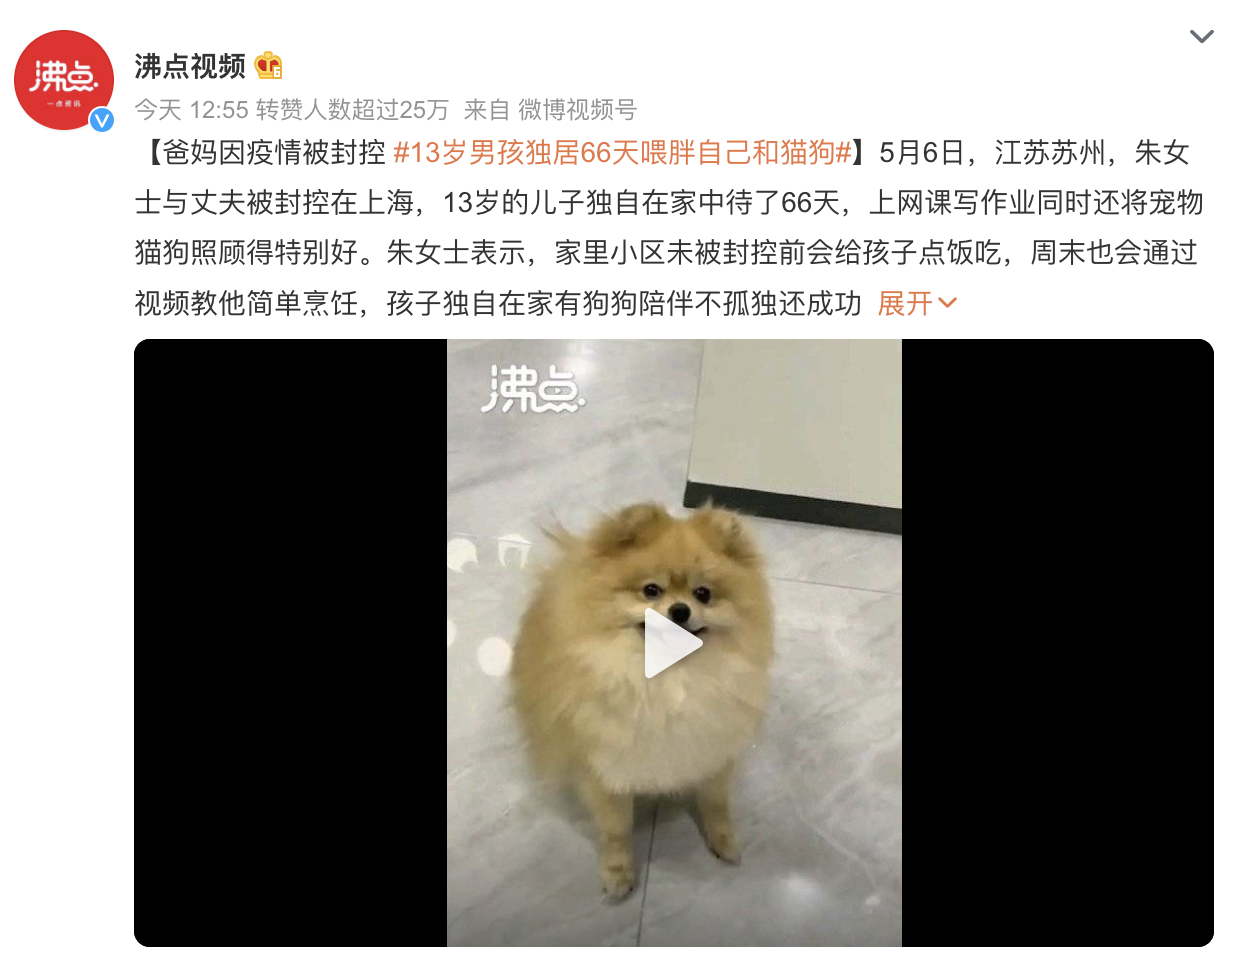 沸点
一点资讯
沸点视频
今天 12:55 转赞人数超过25万 来自 微博视频号
【爸妈因疫情被封控 #13岁男孩独居66天喂胖自己和猫狗#】5月6日，江苏苏州，朱女
士与丈夫被封控在上海，13岁的儿子独自在家中待了66天，上网课写作业同时还将宠物
猫狗照顾得特别好。朱女士表示，家里小区未被封控前会给孩子点饭吃，周末也会通过
视频教他简单烹饪，孩子独自在家有狗狗陪伴不孤独还成功 展开
沸点